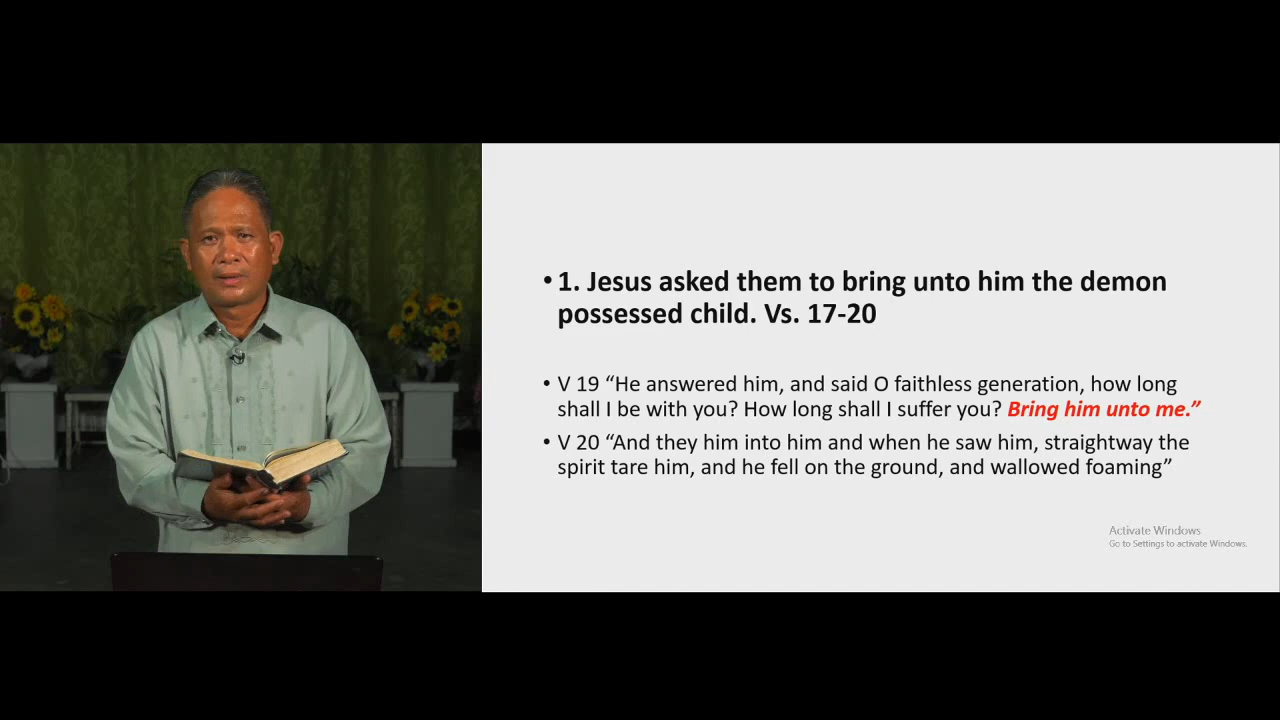 • 1. Jesus asked them to bring unto him the demon
possessed child. Vs. 17-20
• V 19 “He answered him, and said O faithless generation, how long
shall I be with you? How long shall I suffer you? Bring him unto me.”
• V 20 “And they him into him and when he saw him, straightway the
spirit tare him, and he fell on the ground, and wallowed foaming”
Activate Windows
Go to Settings to activate Windows.